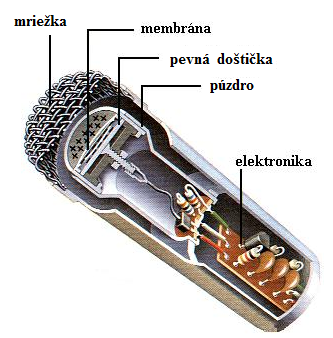 mriežka
membrána
pevná doštička
púzdro
elektronika